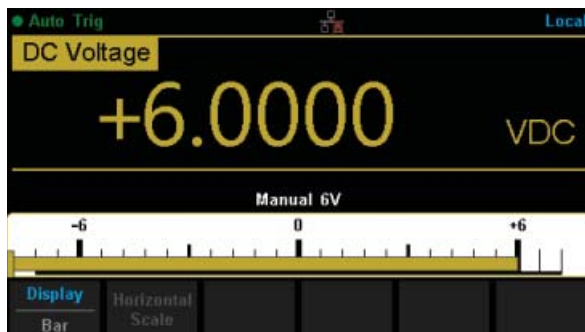 Auto Trig
Local
DC Voltage
+6.0000 VDC
Manual 6V
-6 0 +6
Display
Bar
Horizontal
Scale